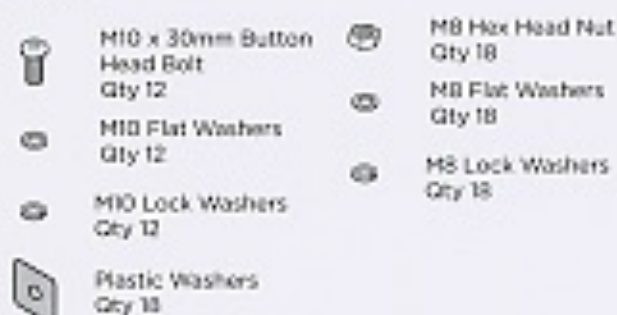 M10 x 30mm Button
Head Bolt
Qty 12
M10 Flat Washers
Qty 12
M10 Lock Washers
Qty 12
Plastic Washers
Qty 18
M8 Hex Head Nut
Qty 18
M8 Flat Washers
Qty 18
M8 Lock Washers
Qty 18